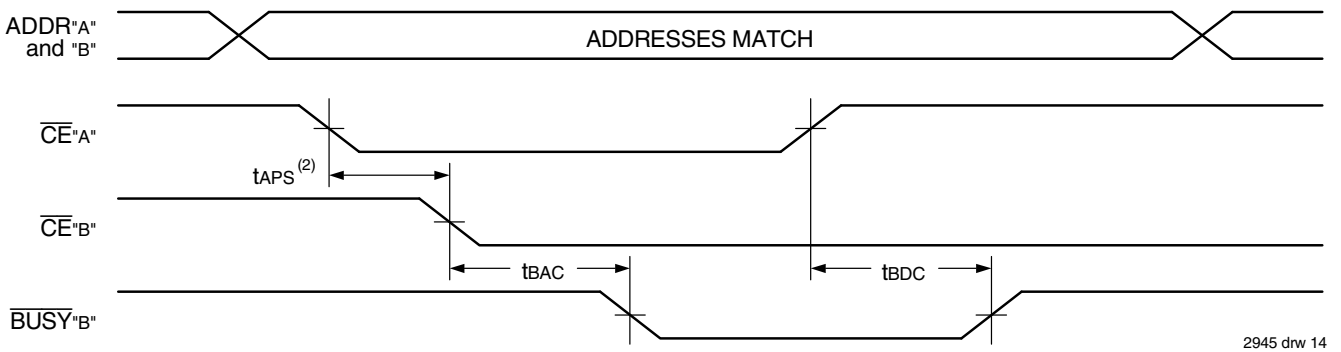 ADDR"A"
and "B"
ADDRESSES MATCH
CE"A"
tAPS(2)
CE"B"
tBAC
tBDC
BUSY"B"
2945 drw 14